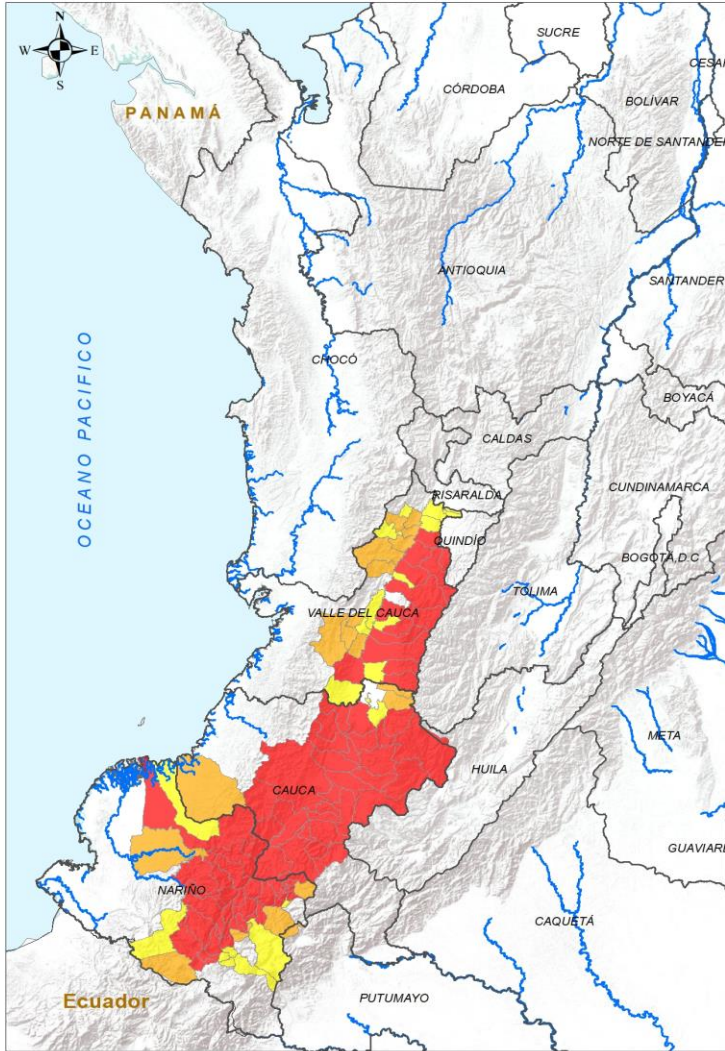 N
W E
S
SUCRE
CESAR
CÓRDOBA
BOLÍVAR
PANAMÁ
NORTE DE SANTANDER
ANTIOQUIA
SANTANDER
OCEANO PACIFICO
CHOCÓ
BOYACÁ
CALDAS
CUNDINAMARCA
RISARALDA
QUINDÍO
BOGOTÁ, D.C
TOLIMA
VALLE DEL CAUCA
META
HUILA
CAUCA
GUAVIARE
NARIÑO
CAQUETÁ
Ecuador
PUTUMAYO